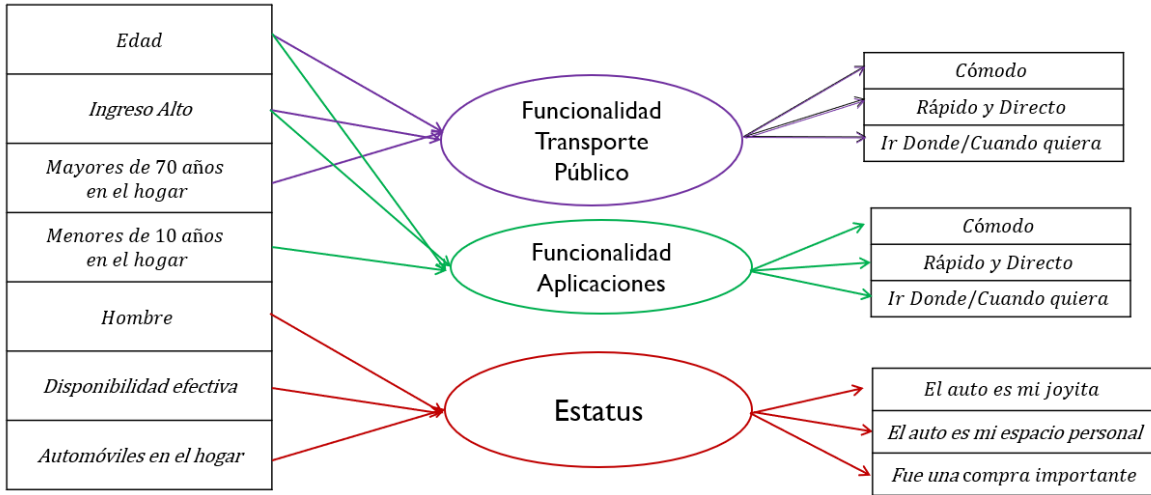 Edad
Ingreso Alto
Mayores de 70 años
en el hogar
Menores de 10 años
en el hogar
Hombre
Disponibilidad efectiva
Automóviles en el hogar
Funcionalidad
Transporte
Público
Funcionalidad
Aplicaciones
Estatus
Cómodo
Rápido y Directo
Ir Donde/Cuando quiera
Cómodo
Rápido y Directo
Ir Donde/Cuando quiera
El auto es mi joyita
El auto es mi espacio personal
Fue una compra importante